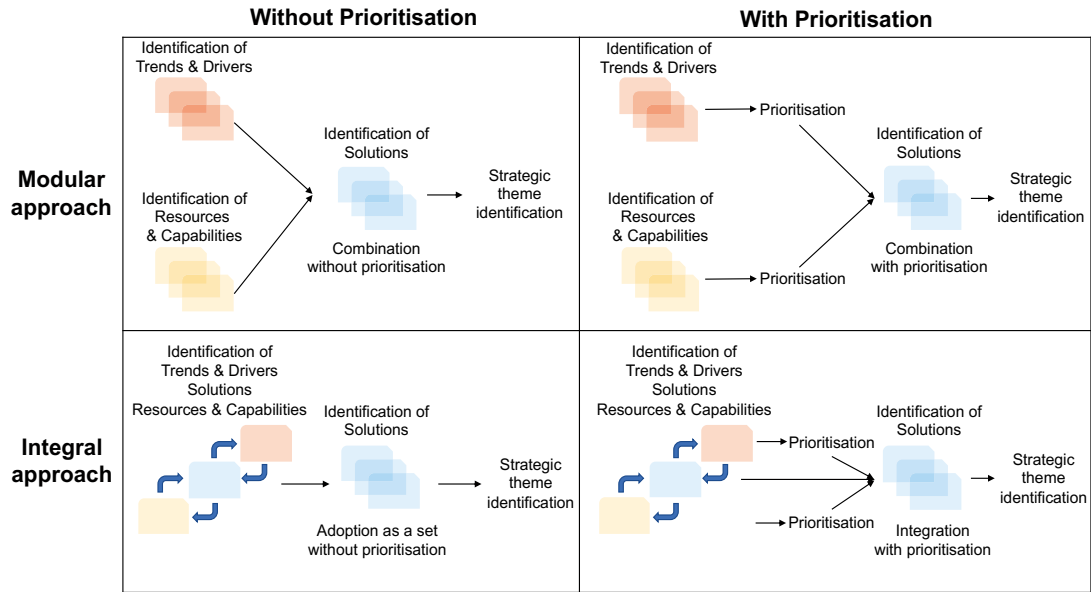 Without Prioritisation
With Prioritisation
Modular
approach
Identification of
Trends & Drivers
Identification of
Resources
& Capabilities
Identification of
Solutions
Combination
without prioritisation
Strategic
theme
identification
Identification of
Trends & Drivers
Prioritisation
Identification of
Resources
& Capabilities
Prioritisation
Identification of
Solutions
Combination
with prioritisation
Strategic
theme
identification
Integral
approach
Identification of
Trends & Drivers
Solutions
Resources & Capabilities
Identification of
Solutions
Adoption as a set
without prioritisation
Strategic
theme
identification
Identification of
Trends & Drivers
Solutions
Resources & Capabilities
Prioritisation
Prioritisation
Identification of
Solutions
Integration
with prioritisation
Strategic
theme
identification